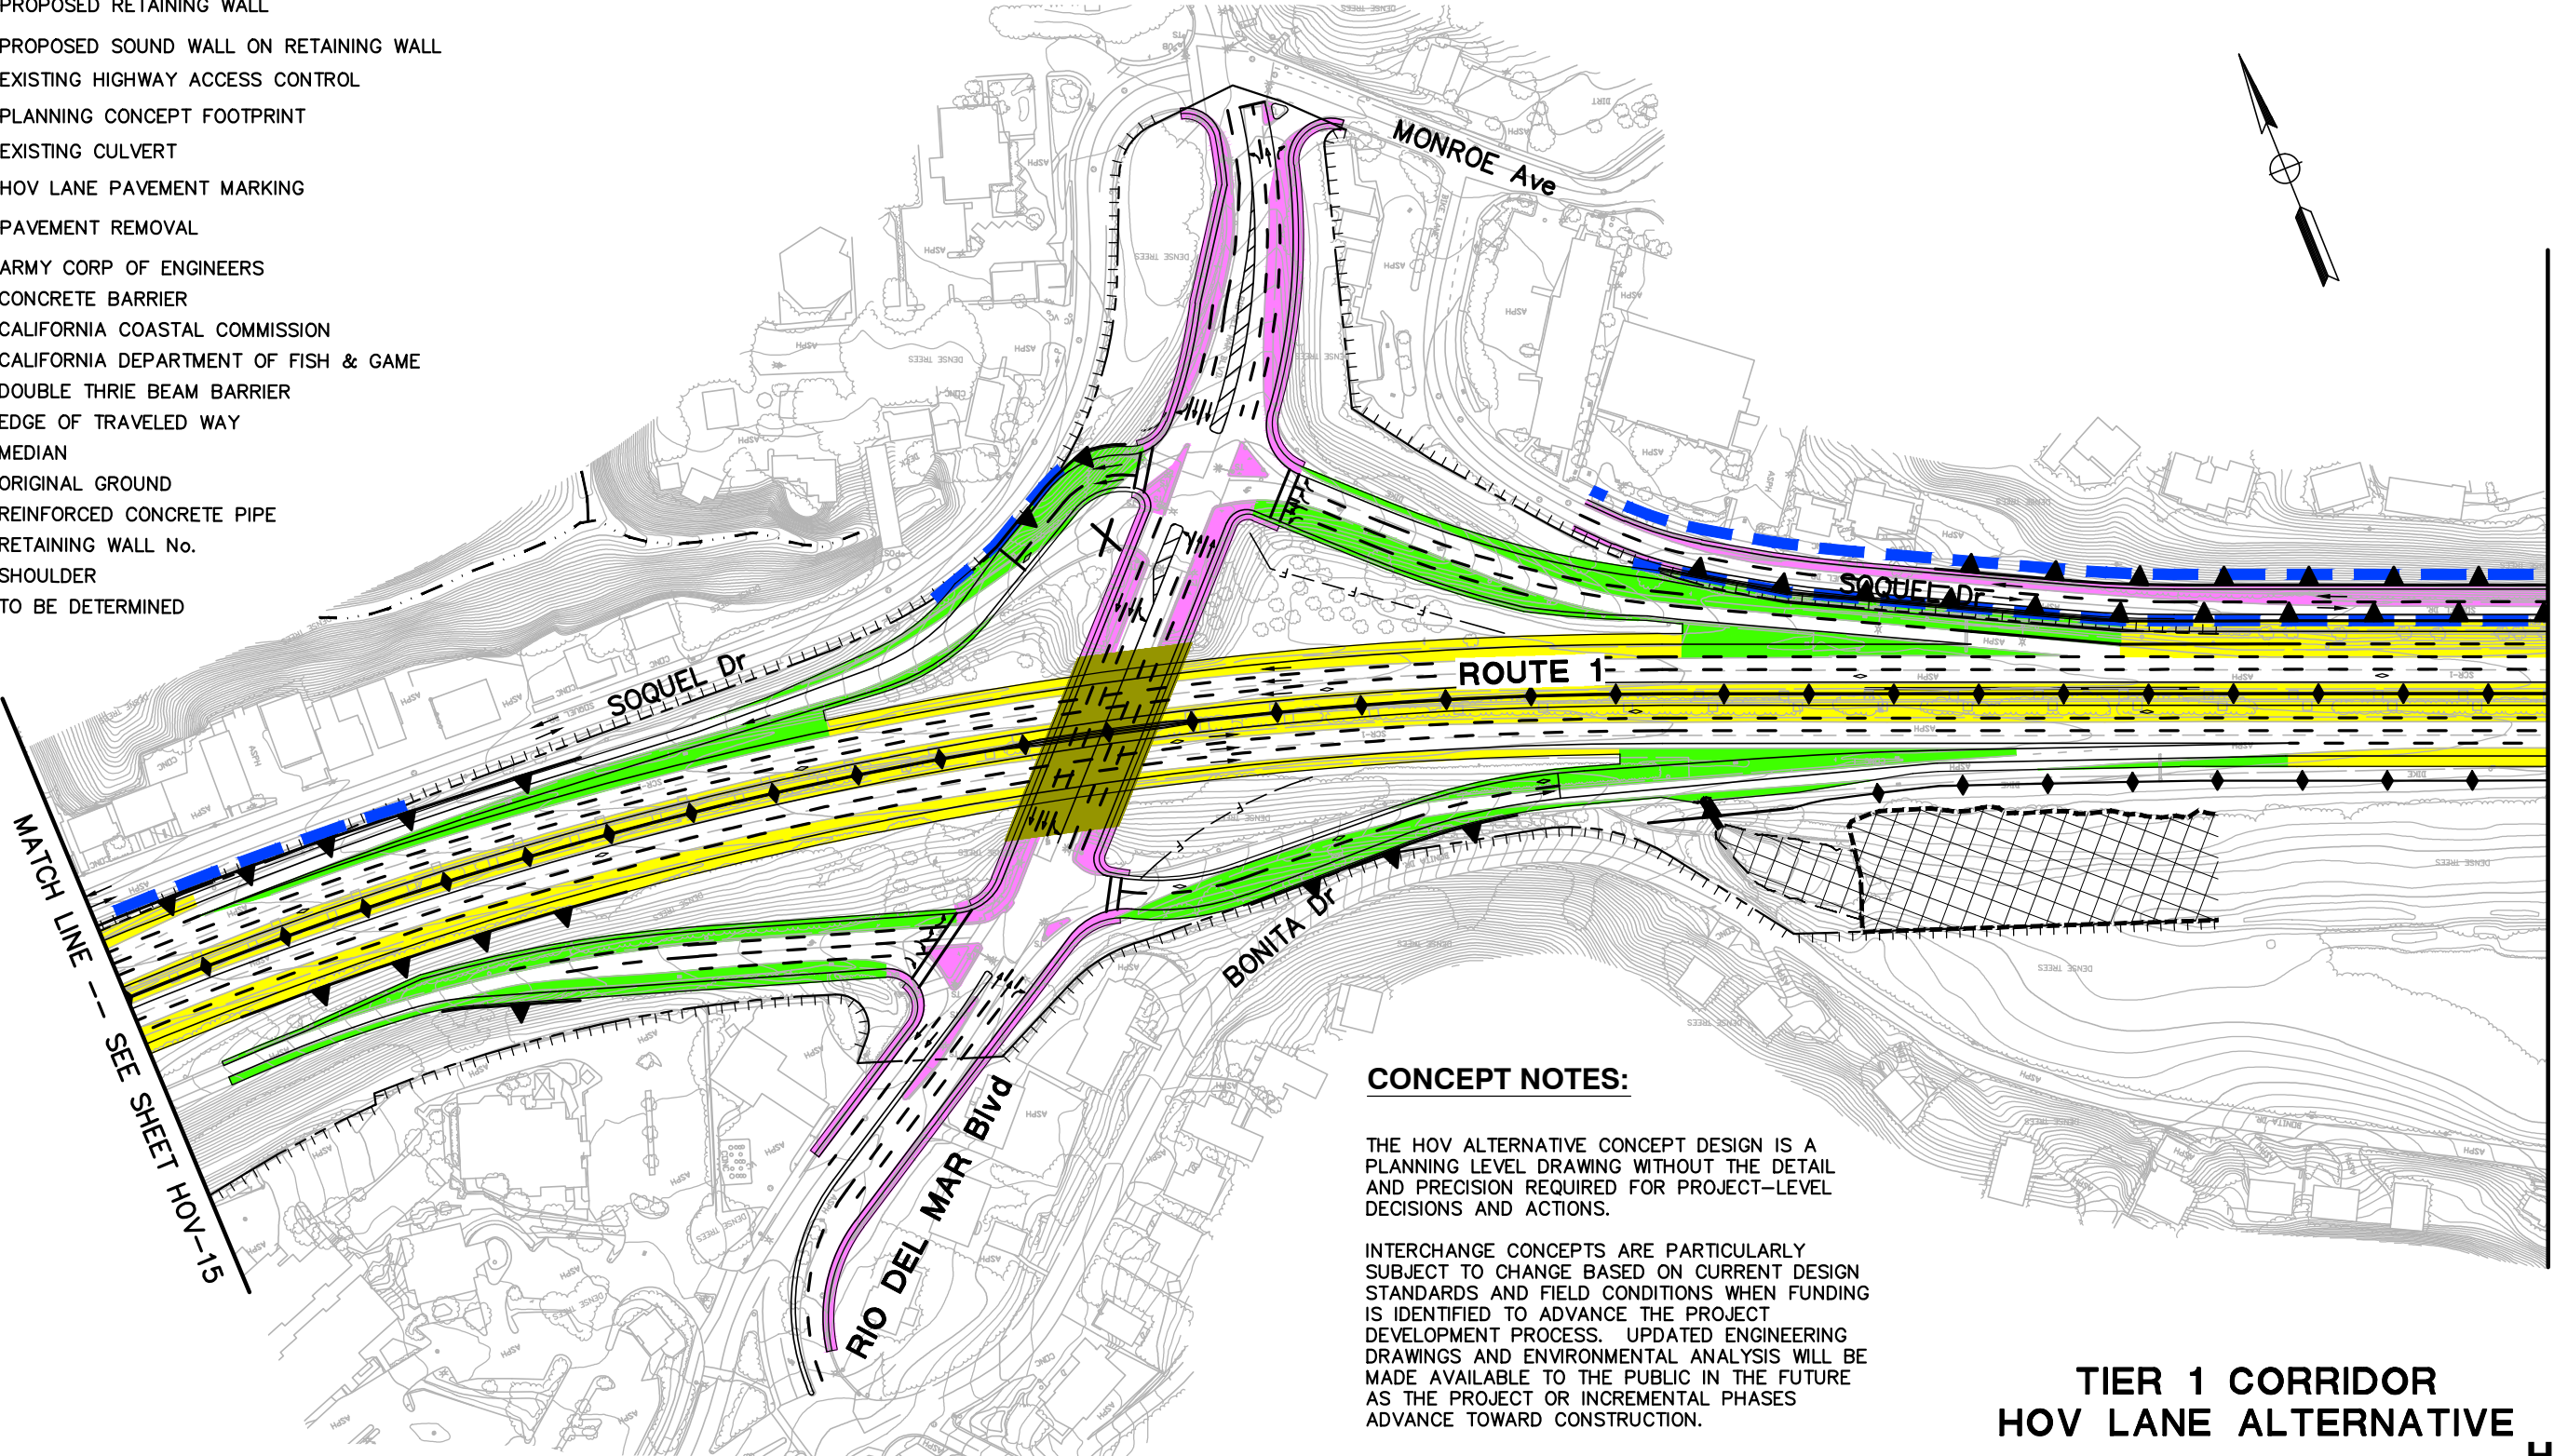 PROPOSED RETAINING WALL
PROPOSED SOUND WALL ON RETAINING WALL
EXISTING HIGHWAY ACCESS CONTROL
PLANNING CONCEPT FOOTPRINT
EXISTING CULVERT
HOV LANE PAVEMENT MARKING
PAVEMENT REMOVAL
ARMY CORP OF ENGINEERS
CONCRETE BARRIER
CALIFORNIA COASTAL COMMISSION
CALIFORNIA DEPARTMENT OF FISH & GAME
DOUBLE THRIE BEAM BARRIER
EDGE OF TRAVELED WAY
MEDIAN
ORIGINAL GROUND
REINFORCED CONCRETE PIPE
RETAINING WALL No.
SHOULDER
TO BE DETERMINED
MONROE Ave
SOQUEL Dr
ROUTE 1
SOQUEL Dr
BONITA Dr
RIO DEL MAR Blvd
MATCH LINE -- SEE SHEET HOV-15
CONCEPT NOTES:
THE HOV ALTERNATIVE CONCEPT DESIGN IS A
PLANNING LEVEL DRAWING WITHOUT THE DETAIL
AND PRECISION REQUIRED FOR PROJECT-LEVEL
DECISIONS AND ACTIONS.
INTERCHANGE CONCEPTS ARE PARTICULARLY
SUBJECT TO CHANGE BASED ON CURRENT DESIGN
STANDARDS AND FIELD CONDITIONS WHEN FUNDING
IS IDENTIFIED TO ADVANCE THE PROJECT
DEVELOPMENT PROCESS. UPDATED ENGINEERING
DRAWINGS AND ENVIRONMENTAL ANALYSIS WILL BE
MADE AVAILABLE TO THE PUBLIC IN THE FUTURE
AS THE PROJECT OR INCREMENTAL PHASES
ADVANCE TOWARD CONSTRUCTION.
TIER 1 CORRIDOR
HOV LANE ALTERNATIVE